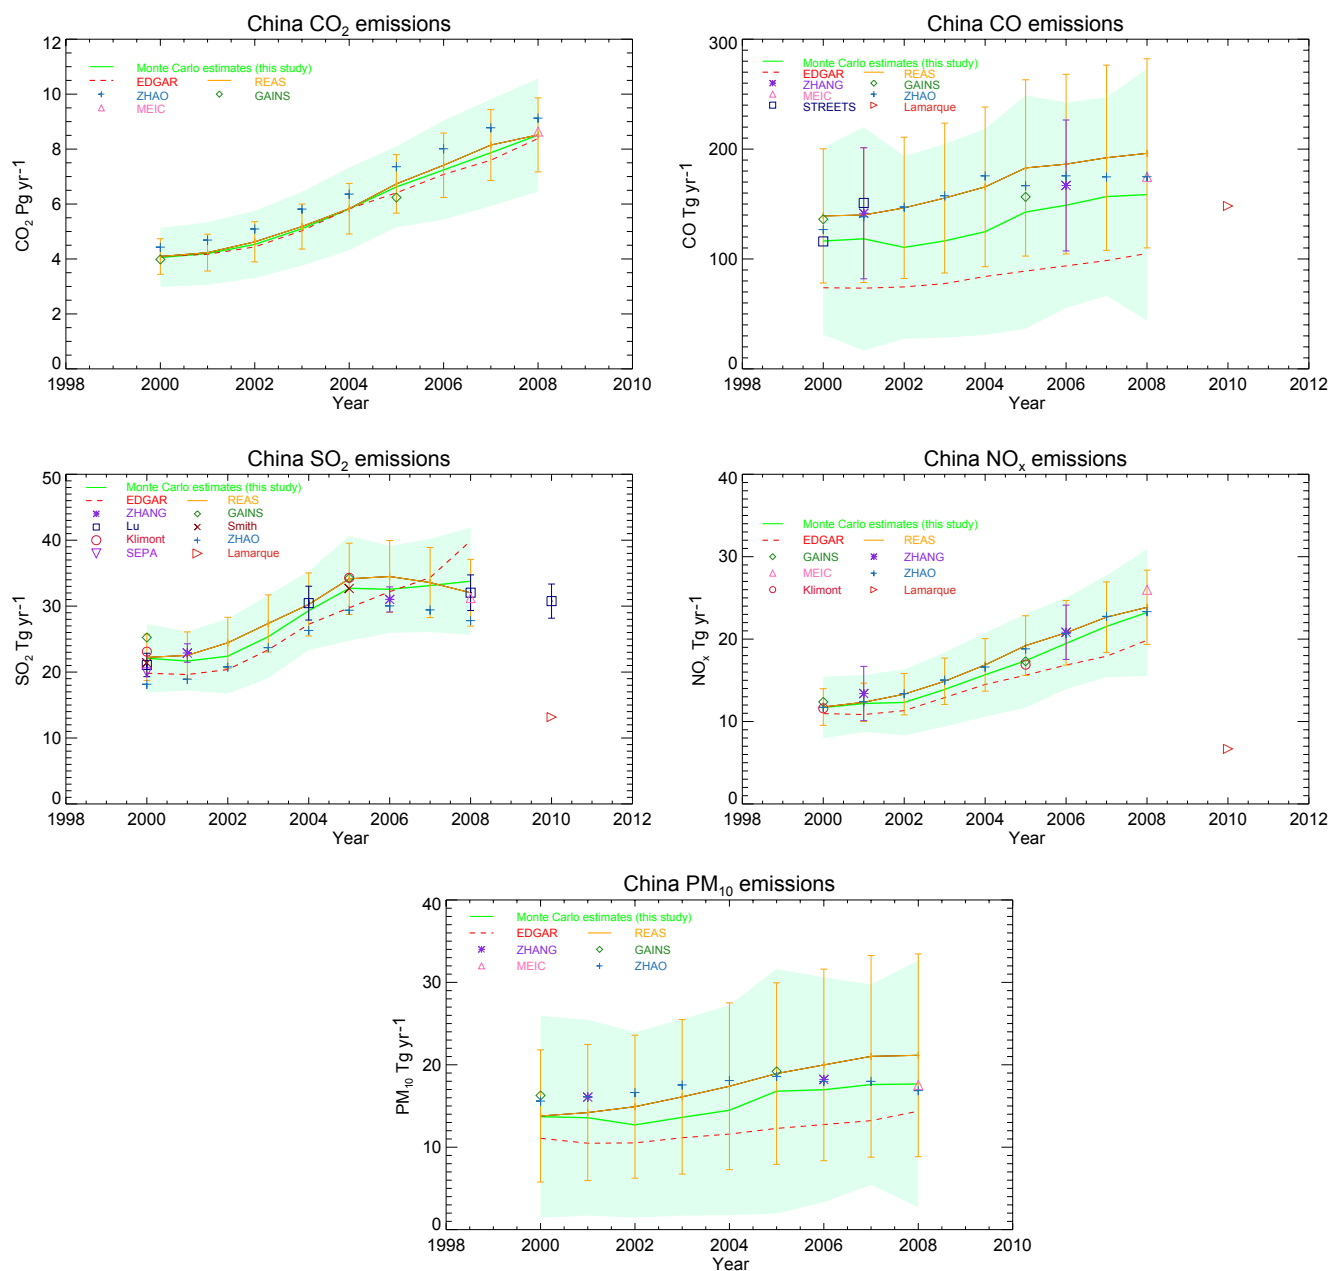 China CO2 emissions
12
10
8
6
4
2
0
CO2 Pg yr-1
Monte Carlo estimates (this study)
EDGAR REAS
ZHAO GAINS
MEIC
1998 2000 2002 2004 2006 2008 2010
Year
China CO emissions
300
200
100
0
CO Tg yr-1
Monte Carlo estimates (this study)
EDGAR REAS
ZHANG GAINS
MEIC ZHAO
STREETS Lamarque
1998 2000 2002 2004 2006 2008 2010 2012
Year
China SO2 emissions
50
40
30
20
10
0
SO2 Tg yr-1
Monte Carlo estimates (this study)
EDGAR REAS
ZHANG GAINS
Lu Smith
Klimont ZHAO
SEPA Lamarque
1998 2000 2002 2004 2006 2008 2010 2012
Year
China NOx emissions
40
30
20
10
0
NOx Tg yr-1
Monte Carlo estimates (this study)
EDGAR REAS
GAINS ZHANG
MEIC ZHAO
Klimont Lamarque
1998 2000 2002 2004 2006 2008 2010 2012
Year
China PM10 emissions
40
30
20
10
0
PM10 Tg yr-1
Monte Carlo estimates (this study)
EDGAR REAS
ZHANG GAINS
MEIC ZHAO
1998 2000 2002 2004 2006 2008 2010
Year